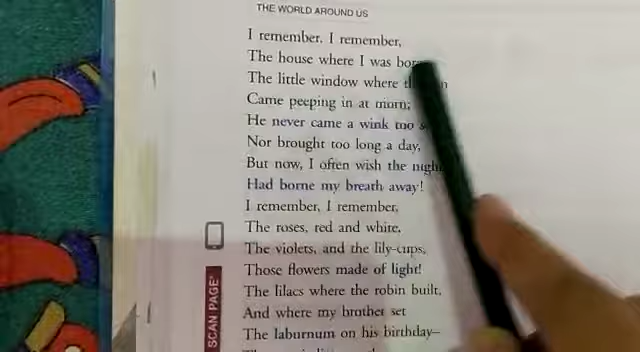 THE WORLD AROUND US
I remember, I remember,
The house where I was
The little window where
Came peeping in at morn;
He never came a wink too
Nor brought too long a day,
But now, I often wish the night
Had borne my breath away!
I remember, I remember,
The roses, red and white,
The violets, and the lily-cups,
Those flowers made of light!
The lilacs where the robin built,
And where my brother set
The laburnum on his birthday–
SCAN PAGE